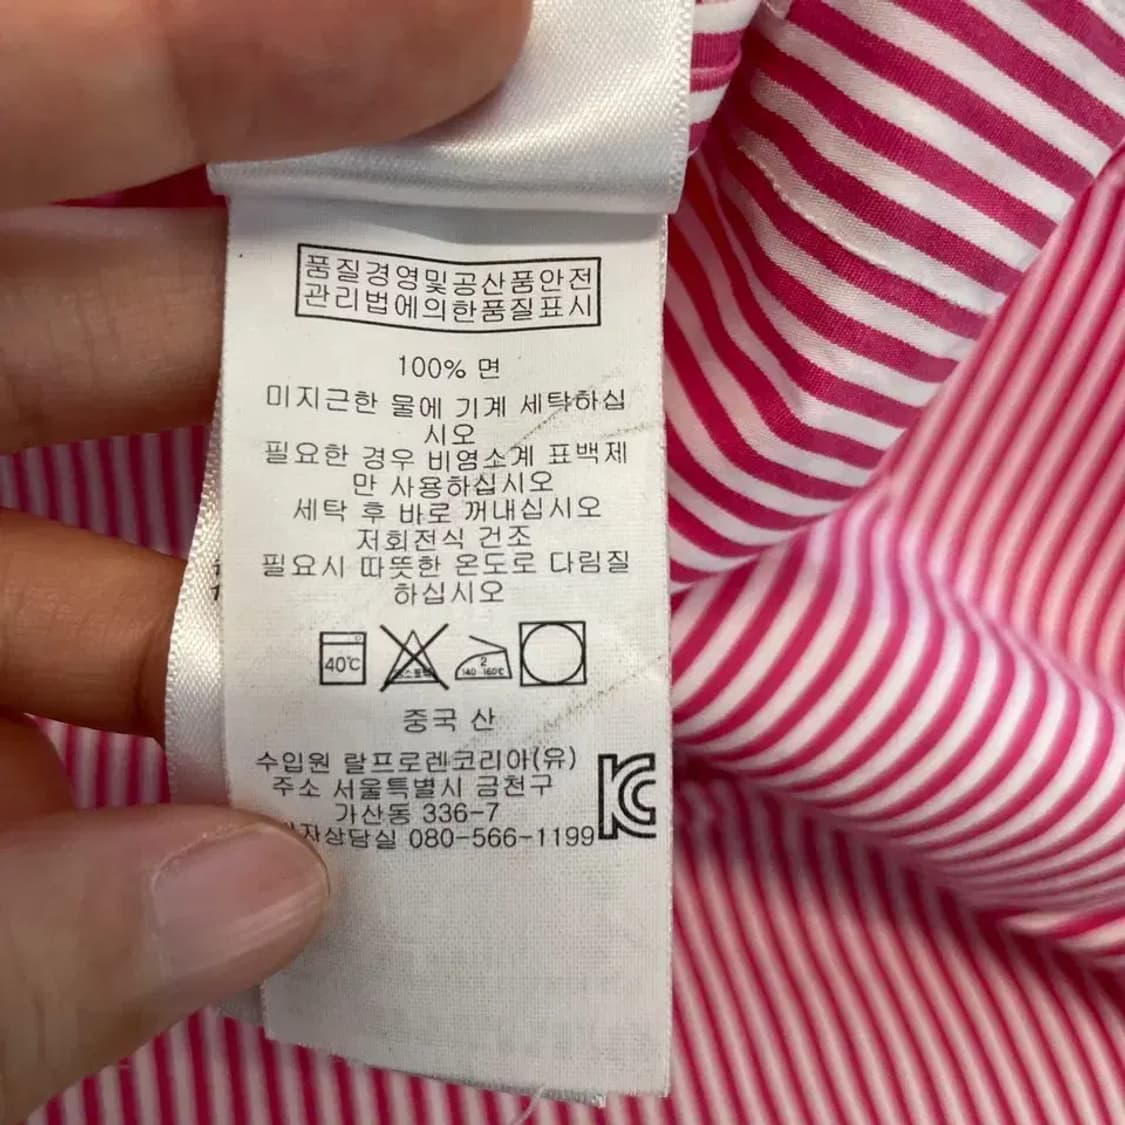 품질경영및공산품안전
관리법에의한품질표시
100% 면
미지근한 물에 기계 세탁하십
시오
필요한 경우 비염소계 표백제
만 사용하십시오
세탁 후 바로 꺼내십시오
저회전식 건조
필요시 따뜻한 온도로 다림질
하십시오
40℃
2
140~160℃
중국 산
수입원 랄프로렌코리아(유)
주소 서울특별시 금천구
가산동 336-7
자상담실 080-566-1199
KC